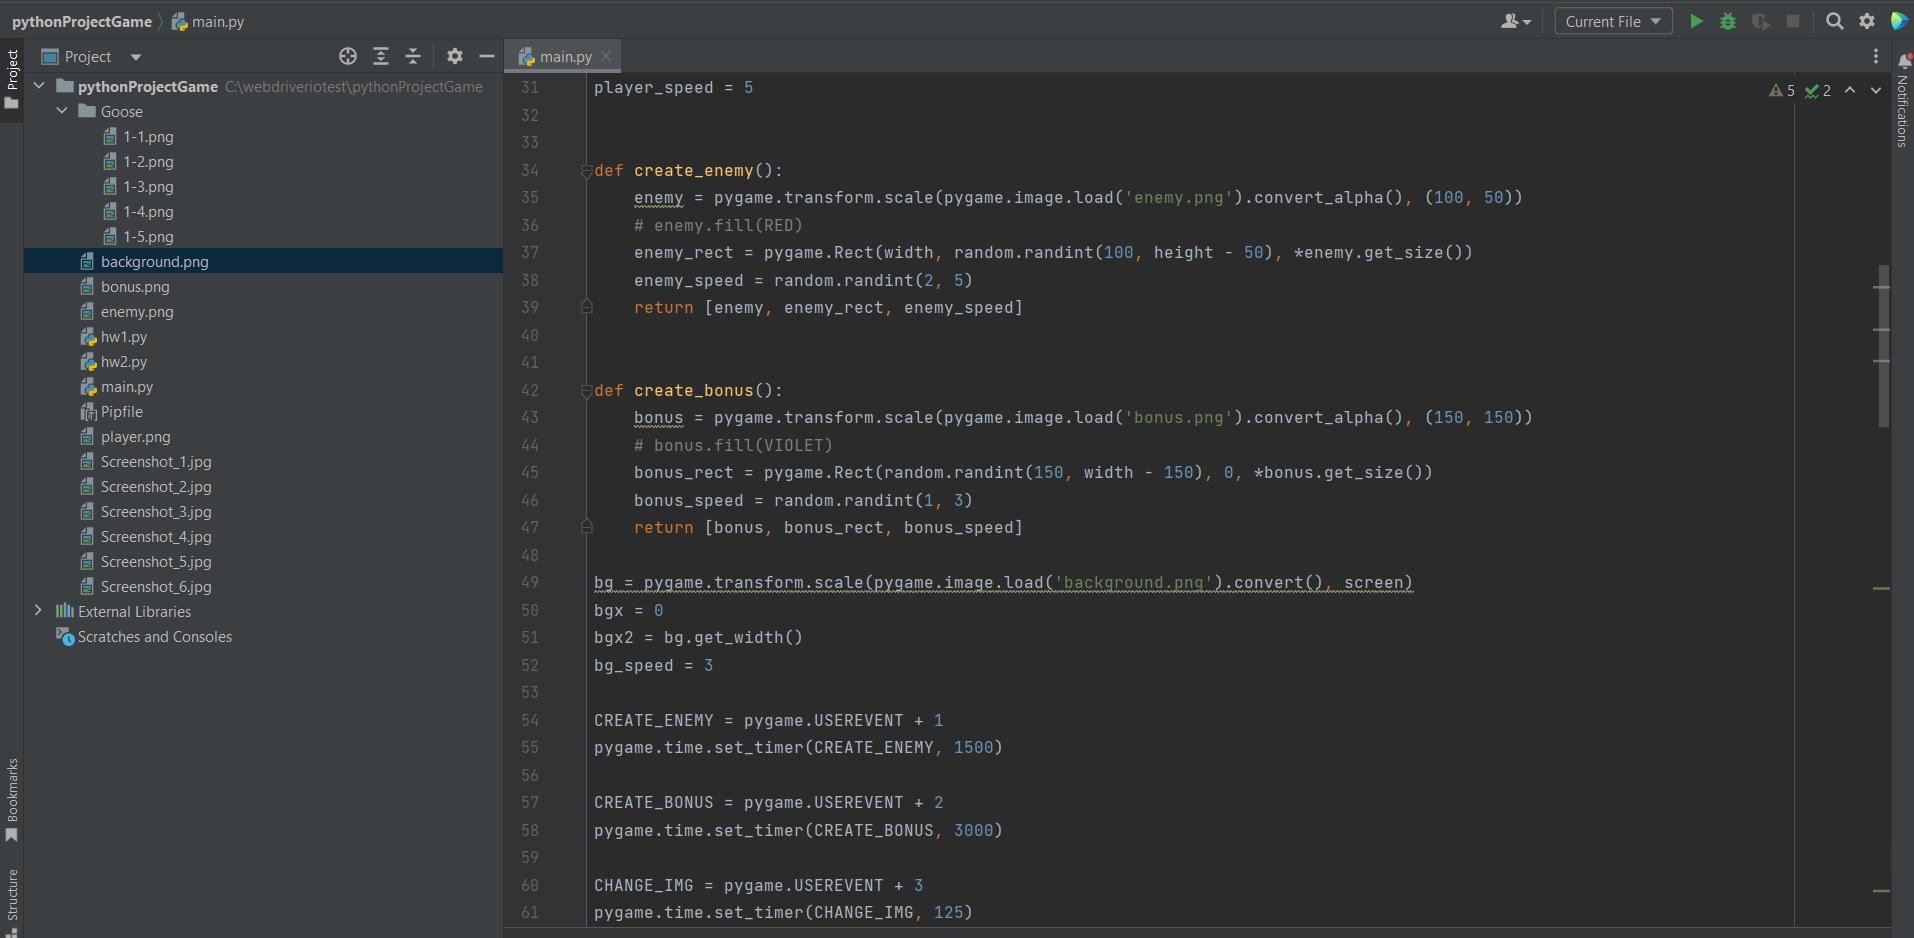 pythonProjectGame
main.py
Current File
Project
Project
main.py
5
2
Notifications
pythonProjectGame C:\webdriveriotest\pythonProjectGame
Goose
1-1.png
1-2.png
1-3.png
1-4.png
1-5.png
background.png
bonus.png
enemy.png
hw1.py
hw2.py
main.py
Pipfile
player.png
Screenshot_1.jpg
Screenshot_2.jpg
Screenshot_3.jpg
Screenshot_4.jpg
Screenshot_5.jpg
Screenshot_6.jpg
External Libraries
Scratches and Consoles
Bookmarks
Structure
31 player_speed = 5
32
33
34 def create_enemy():
35     enemy = pygame.transform.scale(pygame.image.load('enemy.png').convert_alpha(), (100, 50))
36     # enemy.fill(RED)
37     enemy_rect = pygame.Rect(width, random.randint(100, height - 50), *enemy.get_size())
38     enemy_speed = random.randint(2, 5)
39     return [enemy, enemy_rect, enemy_speed]
40
41
42 def create_bonus():
43     bonus = pygame.transform.scale(pygame.image.load('bonus.png').convert_alpha(), (150, 150))
44     # bonus.fill(VIOLET)
45     bonus_rect = pygame.Rect(random.randint(150, width - 150), 0, *bonus.get_size())
46     bonus_speed = random.randint(1, 3)
47     return [bonus, bonus_rect, bonus_speed]
48
49 bg = pygame.transform.scale(pygame.image.load('background.png').convert(), screen)
50 bgx = 0
51 bgx2 = bg.get_width()
52 bg_speed = 3
53
54 CREATE_ENEMY = pygame.USEREVENT + 1
55 pygame.time.set_timer(CREATE_ENEMY, 1500)
56
57 CREATE_BONUS = pygame.USEREVENT + 2
58 pygame.time.set_timer(CREATE_BONUS, 3000)
59
60 CHANGE_IMG = pygame.USEREVENT + 3
61 pygame.time.set_timer(CHANGE_IMG, 125)